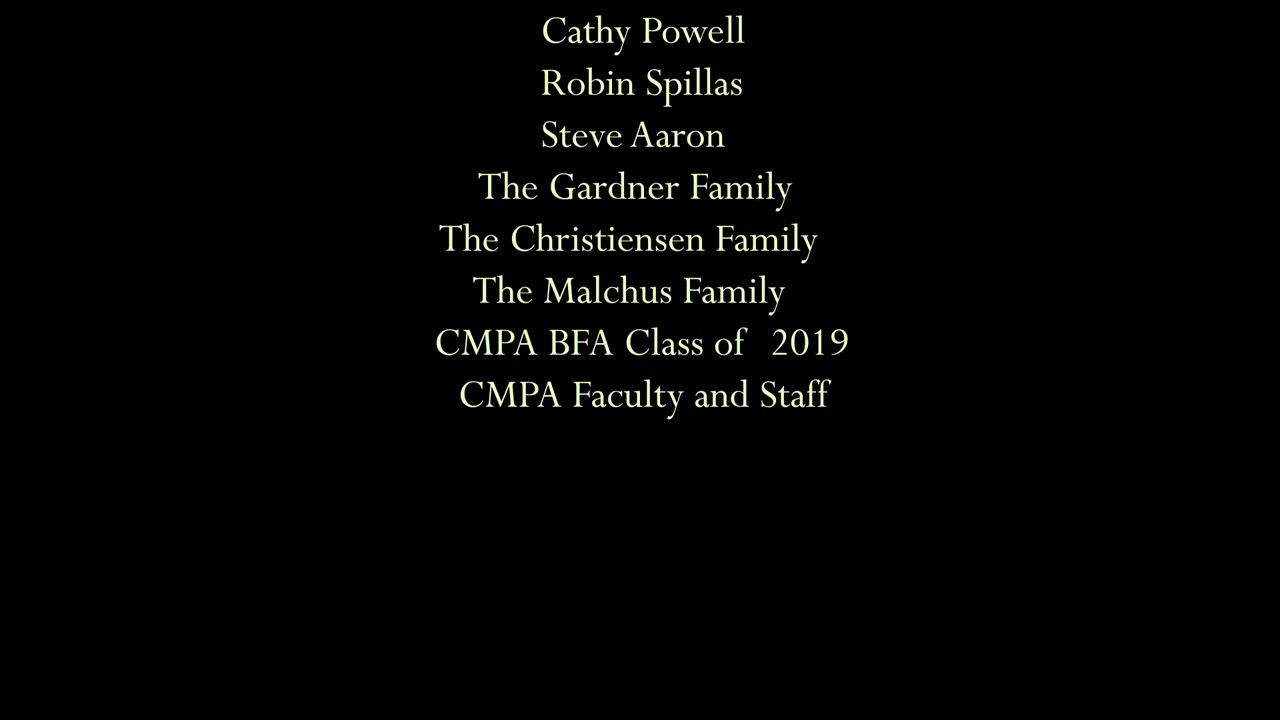 Cathy Powell
Robin Spillas
Steve Aaron
The Gardner Family
The Christiensen Family
The Malchus Family
CMPA BFA Class of 2019
CMPA Faculty and Staff